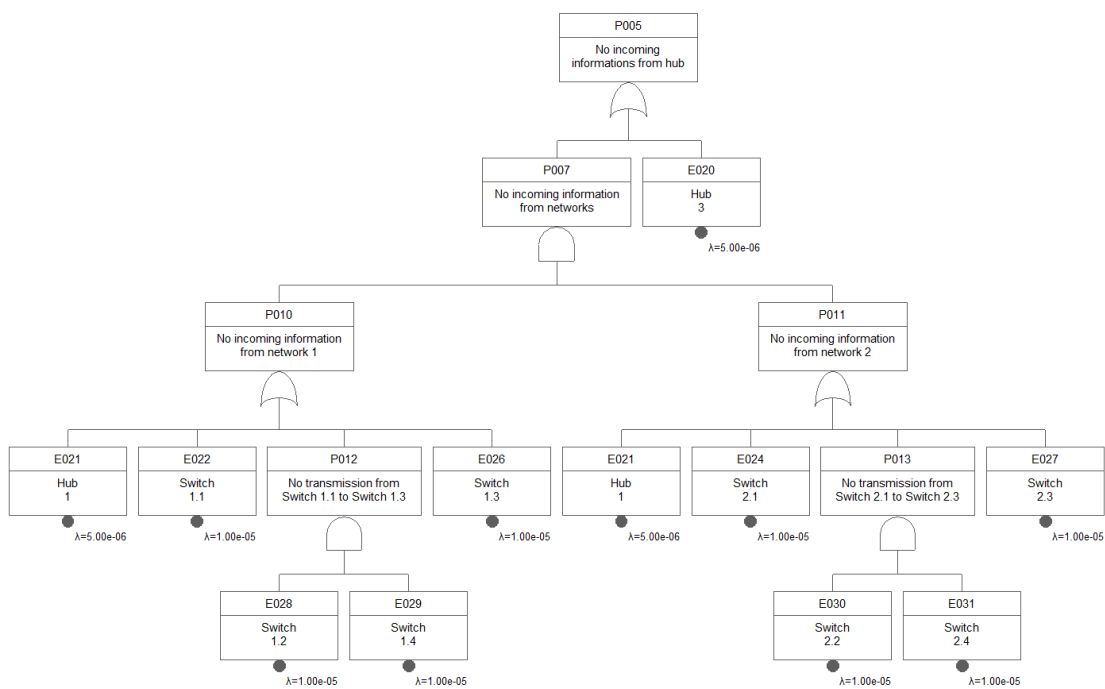 P005
No incoming
informations from hub
P007
No incoming information
from networks
E020
Hub
3
λ=5.00e-06
P010
No incoming information
from network 1
P011
No incoming information
from network 2
E021
Hub
1
λ=5.00e-06
E022
Switch
1.1
λ=1.00e-05
P012
No transmission from
Switch 1.1 to Switch 1.3
E026
Switch
1.3
λ=1.00e-05
E021
Hub
1
λ=5.00e-06
E024
Switch
2.1
λ=1.00e-05
P013
No transmission from
Switch 2.1 to Switch 2.3
E027
Switch
2.3
λ=1.00e-05
E028
Switch
1.2
λ=1.00e-05
E029
Switch
1.4
λ=1.00e-05
E030
Switch
2.2
λ=1.00e-05
E031
Switch
2.4
λ=1.00e-05